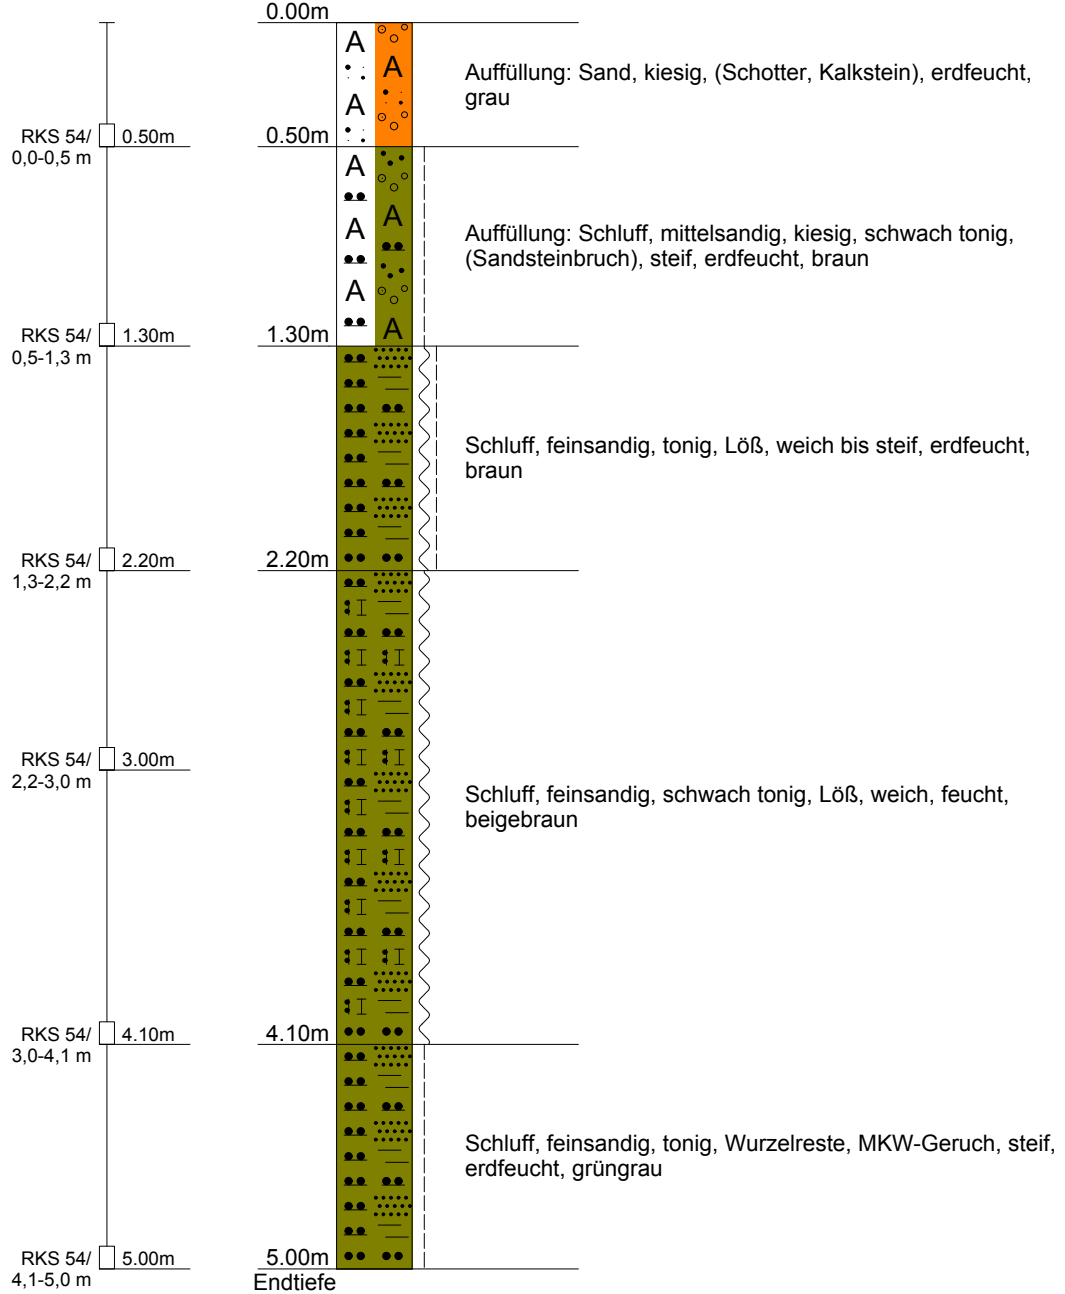 0.00m
A
A
A
Auffüllung: Sand, kiesig, (Schotter, Kalkstein), erdfeucht,
grau
RKS 54/
0,0-0,5 m
0.50m
0.50m
A
A
A
A
A
Auffüllung: Schluff, mittelsandig, kiesig, schwach tonig,
(Sandsteinbruch), steif, erdfeucht, braun
RKS 54/
0,5-1,3 m
1.30m
1.30m
Schluff, feinsandig, tonig, Löß, weich bis steif, erdfeucht,
braun
RKS 54/
1,3-2,2 m
2.20m
2.20m
RKS 54/
2,2-3,0 m
3.00m
Schluff, feinsandig, schwach tonig, Löß, weich, feucht,
beigebraun
RKS 54/
3,0-4,1 m
4.10m
4.10m
Schluff, feinsandig, tonig, Wurzelreste, MKW-Geruch, steif,
erdfeucht, grüngrau
RKS 54/
4,1-5,0 m
5.00m
5.00m
Endtiefe